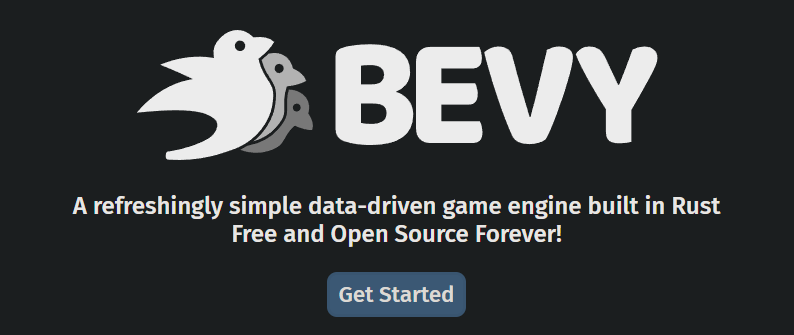 BEVY
A refreshingly simple data-driven game engine built in Rust
Free and Open Source Forever!
Get Started